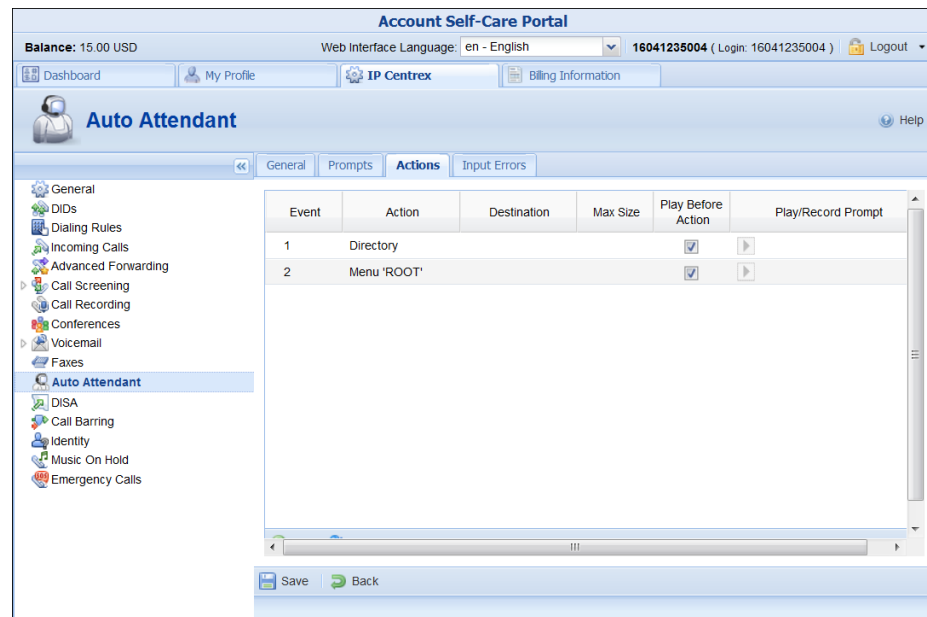 Account Self-Care Portal
Balance: 15.00 USD Web Interface Language: en - English 16041235004 ( Login: 16041235004 ) Logout
Dashboard My Profile IP Centrex Billing Information
Auto Attendant Help
General Prompts Actions Input Errors
General
DIDs
Dialing Rules
Incoming Calls
Advanced Forwarding
Call Screening
Call Recording
Conferences
Voicemail
Faxes
Auto Attendant
DISA
Call Barring
Identity
Music On Hold
Emergency Calls
Event Action Destination Max Size Play Before Action Play/Record Prompt
1 Directory
2 Menu 'ROOT'
Save Back